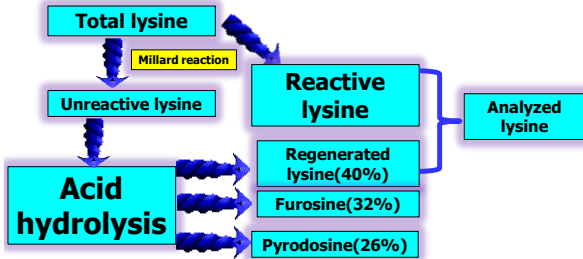 Total lysine
Millard reaction
Reactive
lysine
Unreactive lysine
Analyzed
lysine
Regenerated
lysine(40%)
Acid
hydrolysis
Furosine(32%)
Pyrodosine(26%)